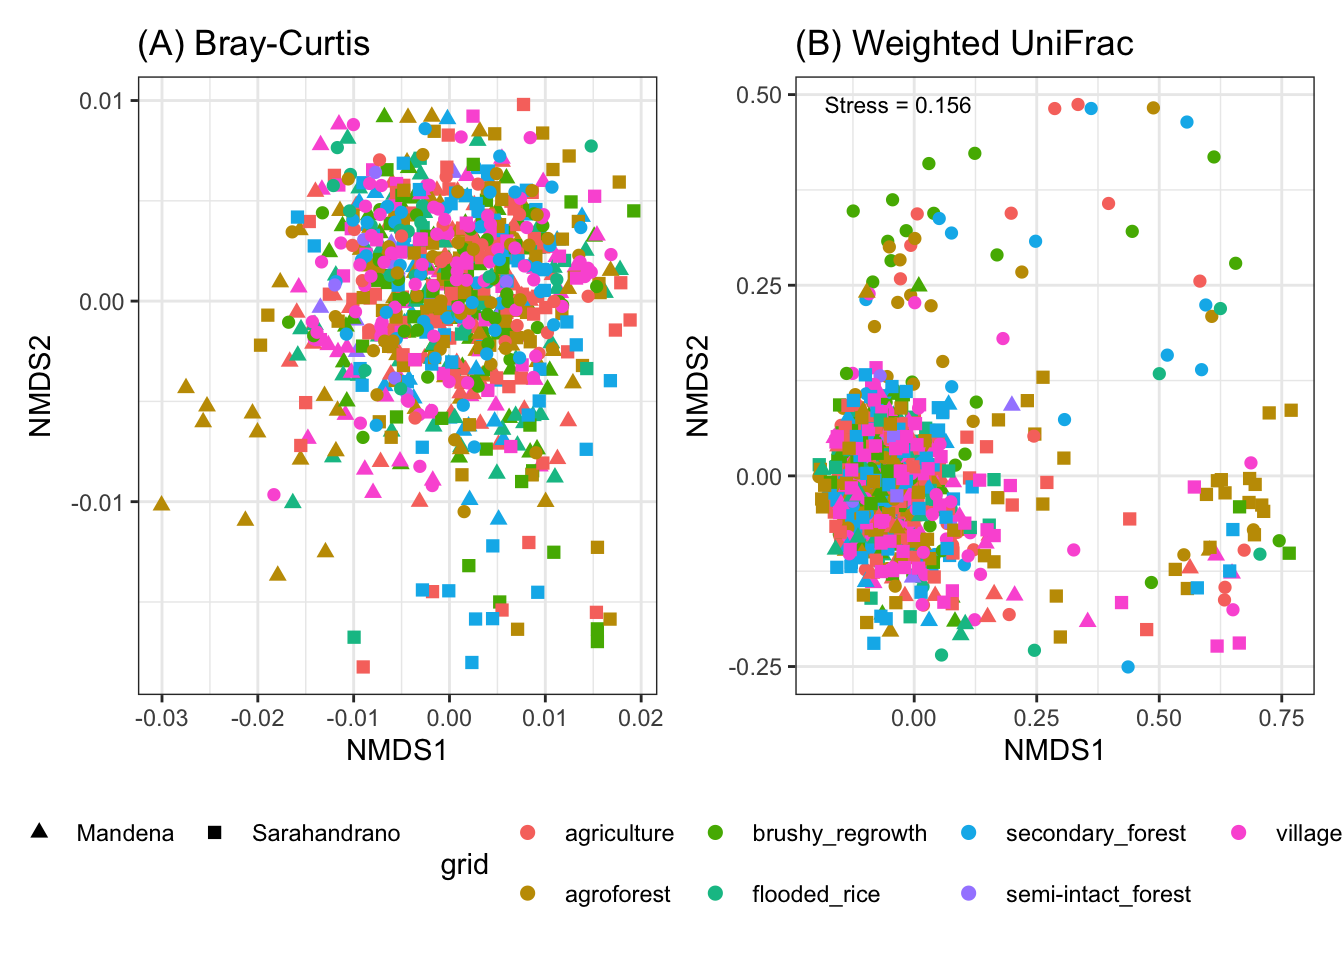 (A) Bray-Curtis
(B) Weighted UniFrac
0.01
0.00
-0.01
NMDS2
-0.03 -0.02 -0.01 0.00 0.01 0.02
NMDS1
Stress = 0.156
0.50
0.25
0.00
-0.25
NMDS2
0.00 0.25 0.50 0.75
NMDS1
Mandena Sarahandrano
grid
agriculture brushy_regrowth secondary_forest village
agroforest flooded_rice semi-intact_forest